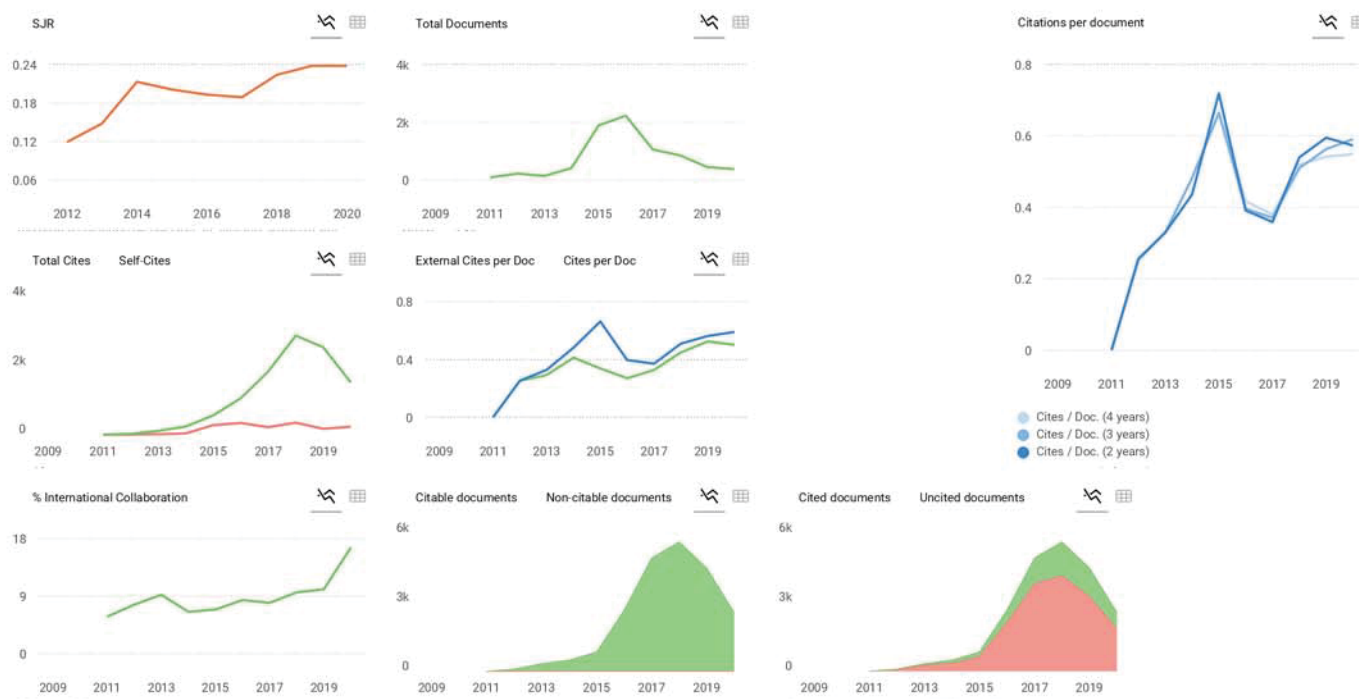 SJR
0.24
0.18
0.12
0.06
2012 2014 2016 2018 2020
Total Documents
4k
2k
0
2009 2011 2013 2015 2017 2019
Citations per document
0.8
0.6
0.4
0.2
0
2009 2011 2013 2015 2017 2019
Cites / Doc. (4 years)
Cites / Doc. (3 years)
Cites / Doc. (2 years)
Total Cites Self-Cites
4k
2k
0
2009 2011 2013 2015 2017 2019
External Cites per Doc Cites per Doc
0.8
0.4
0
2009 2011 2013 2015 2017 2019
% International Collaboration
18
9
0
2009 2011 2013 2015 2017 2019
Citable documents Non-citable documents
6k
3k
0
2009 2011 2013 2015 2017 2019
Cited documents Uncited documents
6k
3k
0
2009 2011 2013 2015 2017 2019